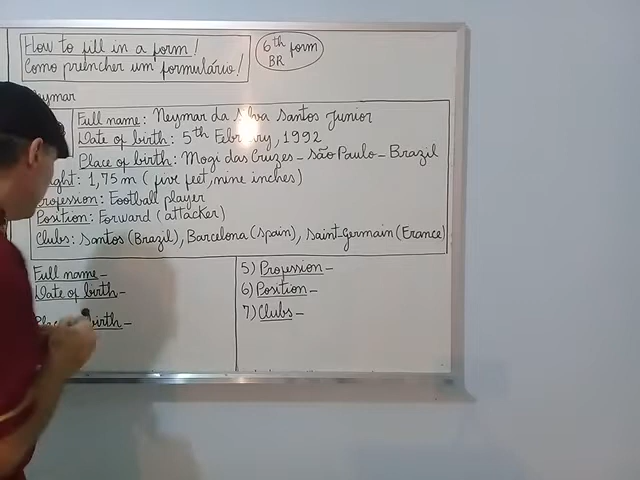 How to fill in a form!
Como preencher um formulário!
6th form
BR
eymar
Full name: Neymar da Silva Santos Junior
Date of birth: 5th Feb ry, 1992
Place of birth: Mogi das Cruzes - São Paulo - Brazil
ght: 1,75 m (five feet, nine inches)
rofession: Football player
Position: Forward (attacker)
Clubs: Santos (Brazil), Barcelona (Spain), Saint-Germain (France)
Full name -
Date of birth -
birth -
5) Profession -
6) Position -
7) Clubs -